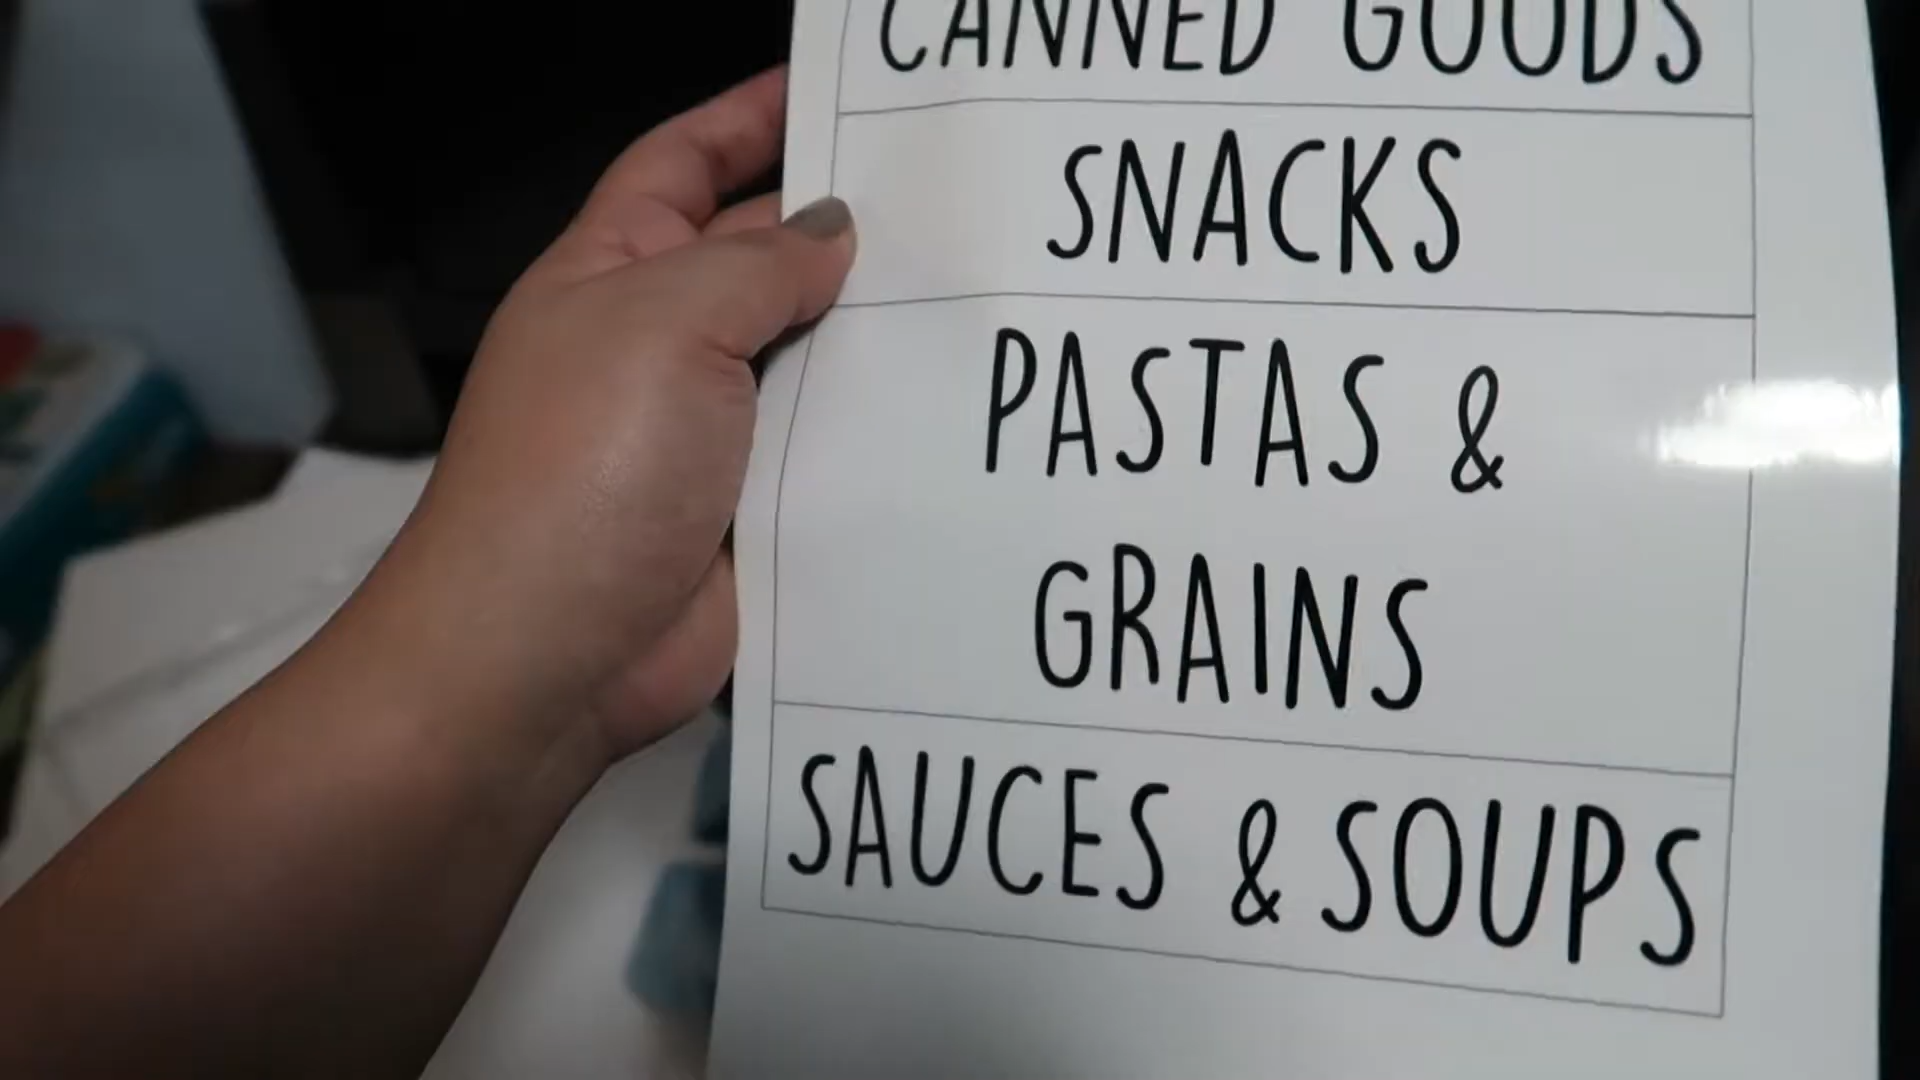 CANNED GOODS
SNACKS
PASTAS &
GRAINS
SAUCES & SOUPS